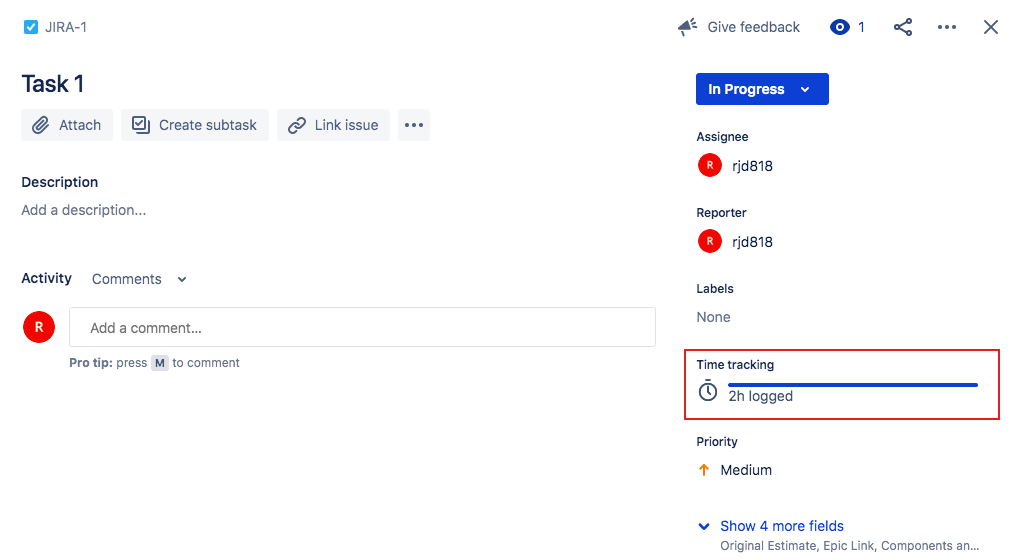 JIRA-1
Give feedback
1
Task 1
In Progress
Attach
Create subtask
Link issue
Description
Add a description...
Activity
Comments
R
Add a comment...
Pro tip: press M to comment
Assignee
R
rjd818
Reporter
R
rjd818
Labels
None
Time tracking
2h logged
Priority
Medium
Show 4 more fields
Original Estimate, Epic Link, Components an...